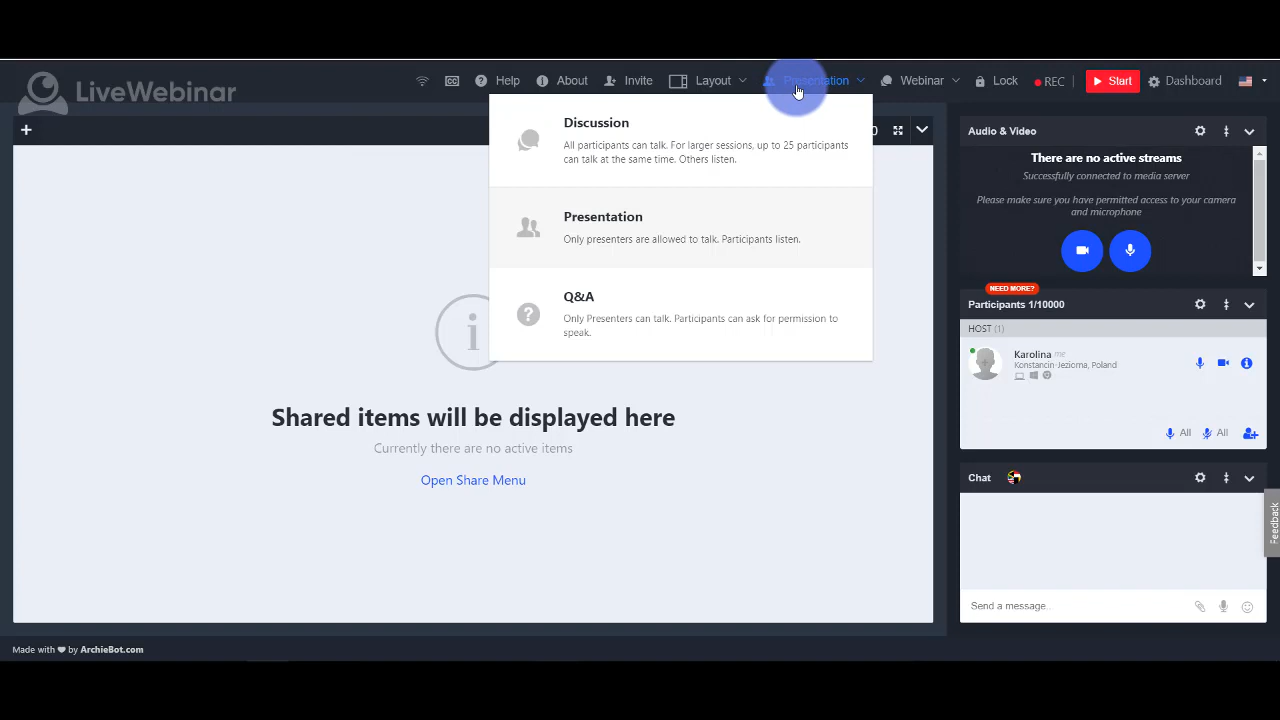 LiveWebinar
CC
Help
About
Invite
Layout
Presentation
Webinar
Lock
REC
Start
Dashboard
Discussion
All participants can talk. For larger sessions, up to 25 participants
can talk at the same time. Others listen.
Presentation
Only presenters are allowed to talk. Participants listen.
Q&A
Only Presenters can talk. Participants can ask for permission to
speak.
Shared items will be displayed here
Currently there are no active items
Open Share Menu
Audio & Video
There are no active streams
Successfully connected to media server
Please make sure you have permitted access to your camera
and microphone
NEED MORE?
Participants 1/10000
HOST (1)
Karolina me
Konstancin-Jeziorna, Poland
All
All
Chat
Send a message..
Feedback
Made with ❤ by ArchieBot.com